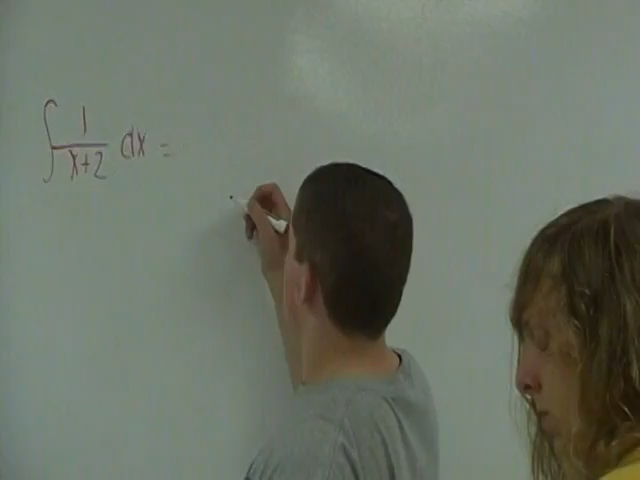 ∫ 1/(x+2) dx =